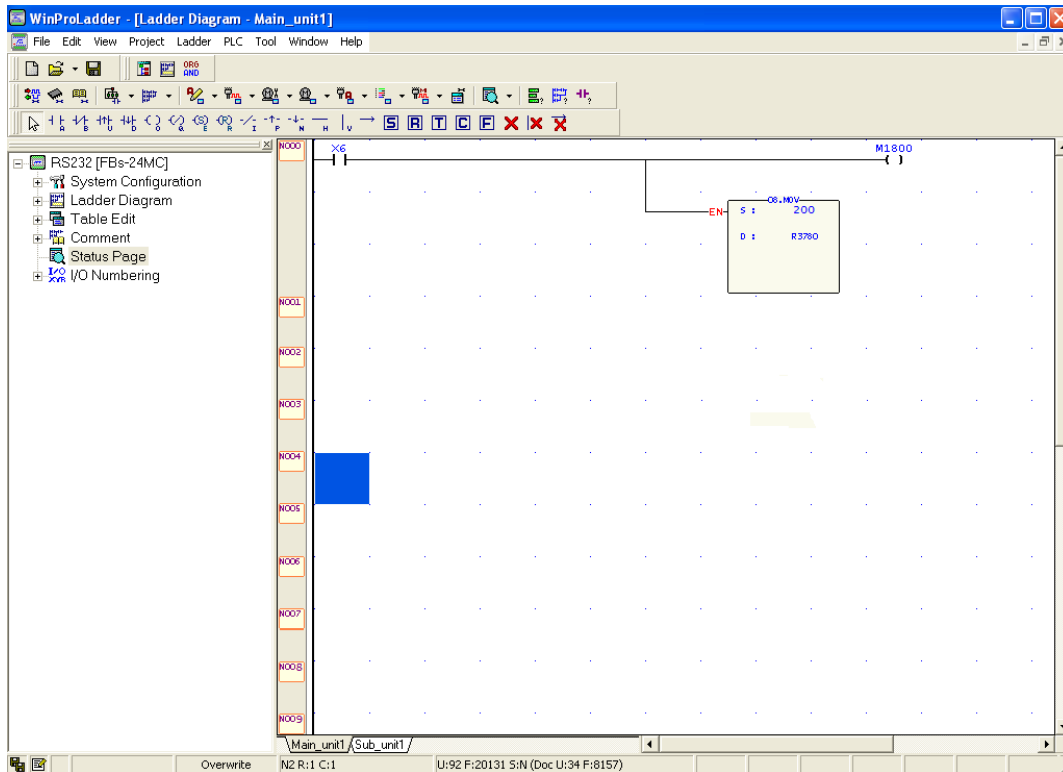 WinProLadder - [Ladder Diagram - Main_unit1]
File Edit View Project Ladder PLC Tool Window Help
ORG
AND
A B U D O Q E R I P N H V S R T C F
RS232 [FBs-24MC]
System Configuration
Ladder Diagram
Table Edit
Comment
Status Page
I/O Numbering
N000
X6
M1800
08.MOV
EN
S : 200
D : R3780
N001
N002
N003
N004
N005
N006
N007
N008
N009
Main_unit1 Sub_unit1
Overwrite N2 R:1 C:1 U:92 F:20131 S:N (Doc U:34 F:8157)